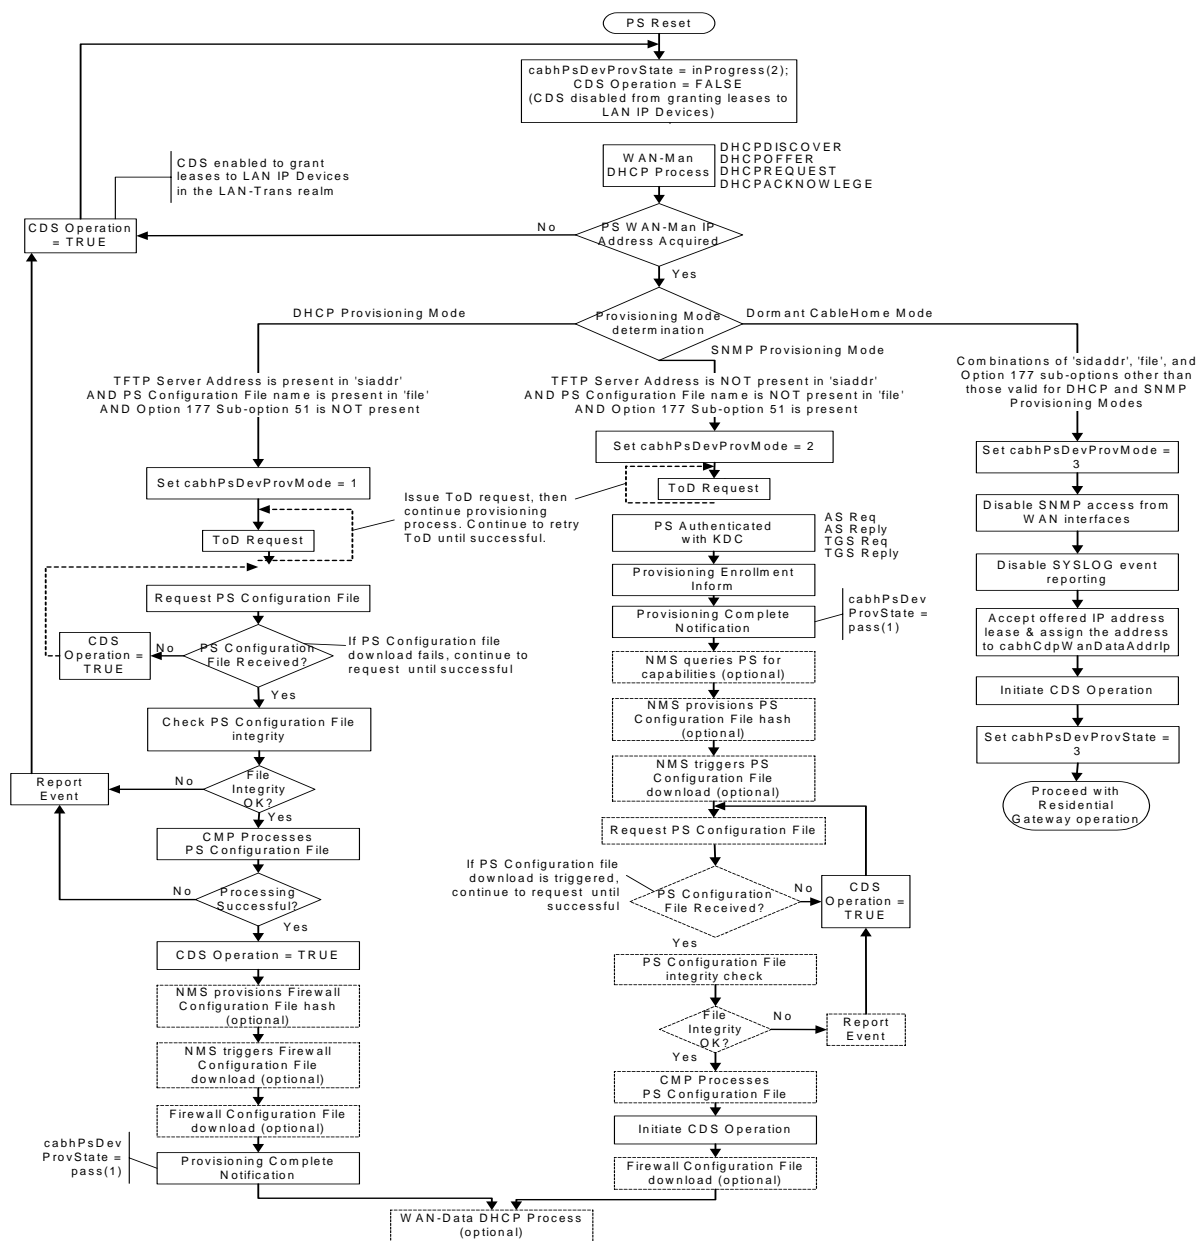 PS Reset
cabhPsDevProvState = inProgress(2);
CDS Operation = FALSE
(CDS disabled from granting leases to
LAN IP Devices)
CDS enabled to grant
leases to LAN IP Devices
in the LAN-Trans realm
WAN-Man
DHCP Process
DHCPDISCOVER
DHCPOFFER
DHCPREQUEST
DHCPACKNOWLEGE
CDS Operation
= TRUE
No
PS WAN-Man IP
Address Acquired
Yes
DHCP Provisioning Mode
Provisioning Mode
determination
Dormant CableHome Mode
SNMP Provisioning Mode
TFTP Server Address is present in 'siaddr'
AND PS Configuration File name is present in 'file'
AND Option 177 Sub-option 51 is NOT present
TFTP Server Address is NOT present in 'siaddr'
AND PS Configuration File name is NOT present in 'file'
AND Option 177 Sub-option 51 is present
Combinations of 'sidaddr', 'file', and
Option 177 sub-options other than
those valid for DHCP and SNMP
Provisioning Modes
Set cabhPsDevProvMode = 1
Issue ToD request, then
continue provisioning
process. Continue to retry
ToD until successful.
ToD Request
Request PS Configuration File
CDS
Operation =
TRUE
No
PS Configuration
File Received?
If PS Configuration file
download fails, continue to
request until successful
Yes
Check PS Configuration File
integrity
Report
Event
No
File
Integrity
OK?
Yes
CMP Processes
PS Configuration File
No
Processing
Successful?
Yes
CDS Operation = TRUE
NMS provisions Firewall
Configuration File hash
(optional)
NMS triggers Firewall
Configuration File
download (optional)
Firewall Configuration File
download (optional)
cabhPsDev
ProvState =
pass(1)
Provisioning Complete
Notification
Set cabhPsDevProvMode = 2
ToD Request
PS Authenticated
with KDC
AS Req
AS Reply
TGS Req
TGS Reply
Provisioning Enrollment
Inform
Provisioning Complete
Notification
cabhPsDev
ProvState =
pass(1)
NMS queries PS for
capabilities (optional)
NMS provisions PS
Configuration File hash
(optional)
NMS triggers PS
Configuration File
download (optional)
Request PS Configuration File
If PS Configuration file
download is triggered,
continue to request until
successful
PS Configuration
File Received?
No
CDS
Operation =
TRUE
Yes
PS Configuration File
integrity check
File
Integrity
OK?
No
Report
Event
Yes
CMP Processes
PS Configuration File
Initiate CDS Operation
Firewall Configuration File
download (optional)
Set cabhPsDevProvMode =
3
Disable SNMP access from
WAN interfaces
Disable SYSLOG event
reporting
Accept offered IP address
lease & assign the address
to cabhCdpWanDataAddrIp
Initiate CDS Operation
Set cabhPsDevProvState =
3
Proceed with
Residential
Gateway operation
WAN-Data DHCP Process
(optional)